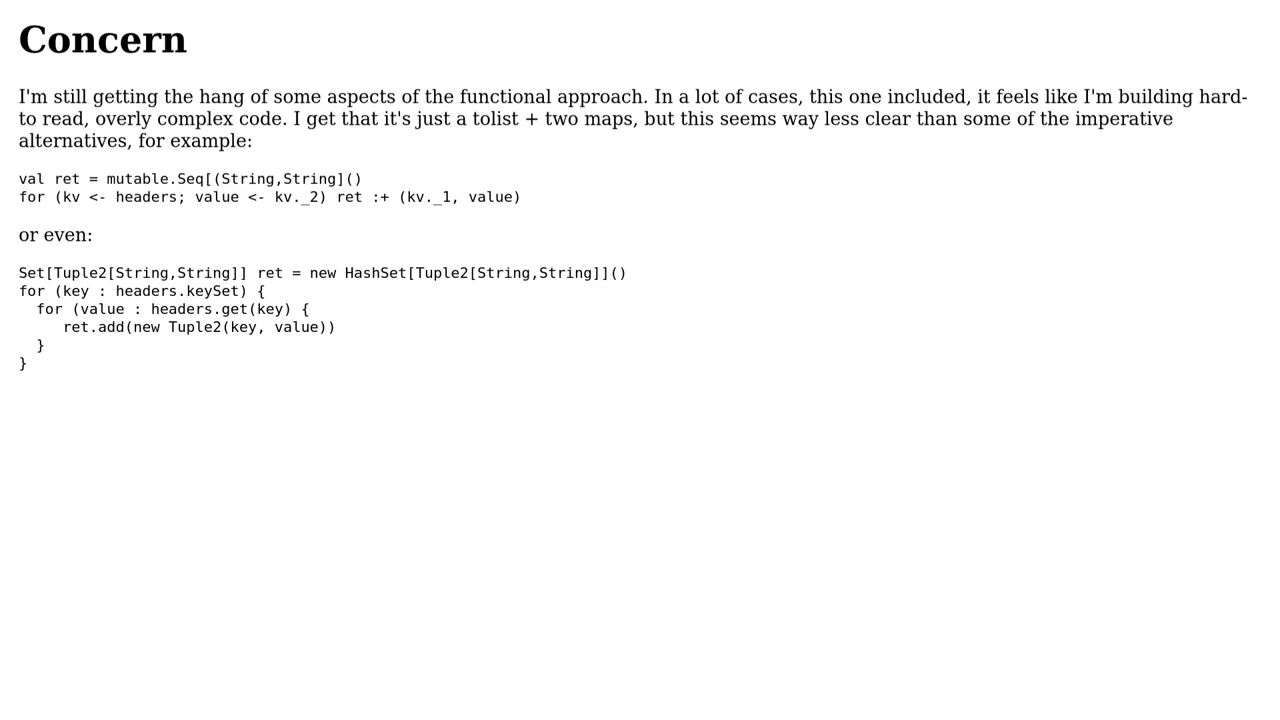 Concern
I'm still getting the hang of some aspects of the functional approach. In a lot of cases, this one included, it feels like I'm building hard-
to read, overly complex code. I get that it's just a tolist + two maps, but this seems way less clear than some of the imperative
alternatives, for example:
val ret = mutable.Seq[(String,String]()
for (kv <- headers; value <- kv._2) ret :+ (kv._1, value)
or even:
Set[Tuple2[String,String]] ret = new HashSet[Tuple2[String,String]]()
for (key : headers.keySet) {
  for (value : headers.get(key) {
     ret.add(new Tuple2(key, value))
  }
}